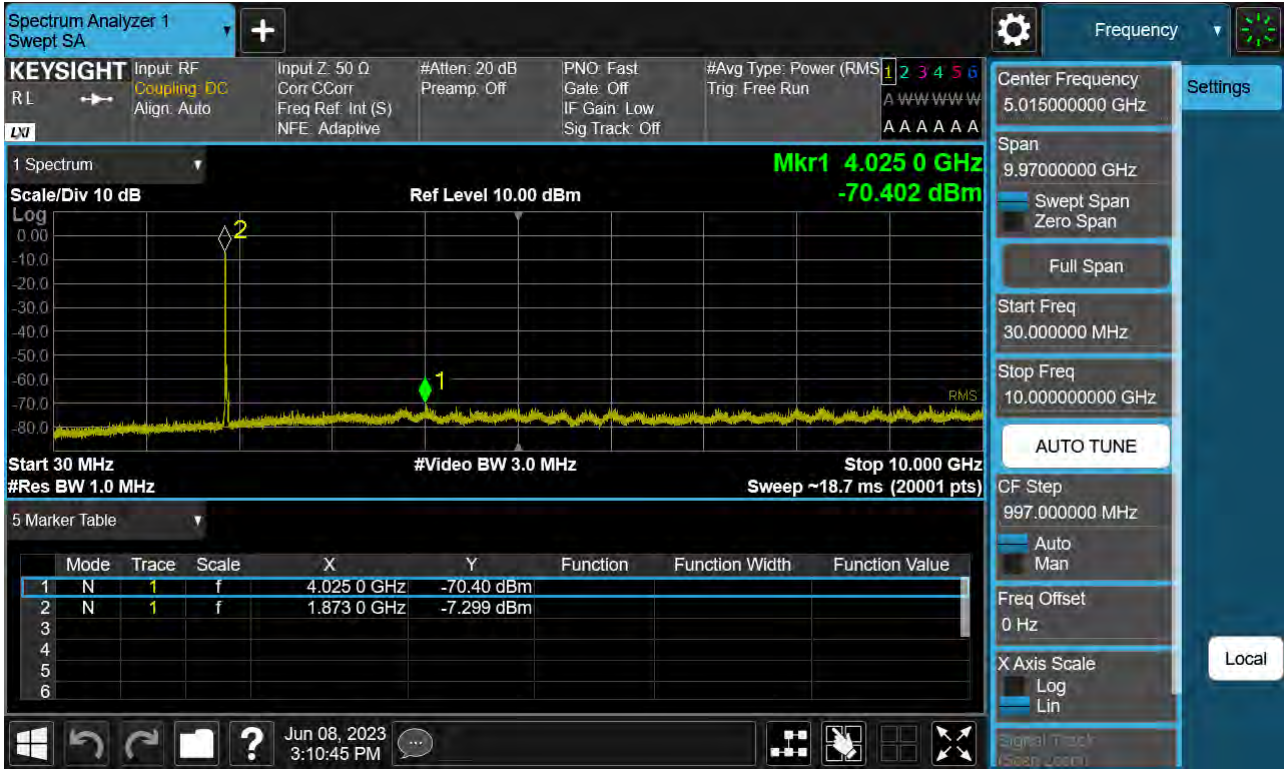 Spectrum Analyzer 1
Swept SA
+
Frequency
KEYSIGHT
RL
LXI
Input: RF
Coupling: DC
Align: Auto
Input Z: 50 Ω
Corr CCorr
Freq Ref: Int (S)
NFE: Adaptive
#Atten: 20 dB
Preamp: Off
PNO: Fast
Gate: Off
IF Gain: Low
Sig Track: Off
#Avg Type: Power (RMS
Trig: Free Run
1 2 3 4 5 6
A W W W W W
A A A A A A
1 Spectrum
Mkr1 4.025 0 GHz
-70.402 dBm
Scale/Div 10 dB
Ref Level 10.00 dBm
Log
0.00
-10.0
-20.0
-30.0
-40.0
-50.0
-60.0
-70.0
-80.0
2
1
RMS
Start 30 MHz
#Video BW 3.0 MHz
Stop 10.000 GHz
#Res BW 1.0 MHz
Sweep ~18.7 ms (20001 pts)
5 Marker Table
Mode Trace Scale X Y Function Function Width Function Value
1 N 1 f 4.025 0 GHz -70.40 dBm
2 N 1 f 1.873 0 GHz -7.299 dBm
3
4
5
6
Center Frequency
5.015000000 GHz
Span
9.97000000 GHz
Swept Span
Zero Span
Full Span
Start Freq
30.000000 MHz
Stop Freq
10.000000000 GHz
AUTO TUNE
CF Step
997.000000 MHz
Auto
Man
Freq Offset
0 Hz
X Axis Scale
Log
Lin
Signal Track
(Span Zoom)
Settings
Local
?
Jun 08, 2023
3:10:45 PM